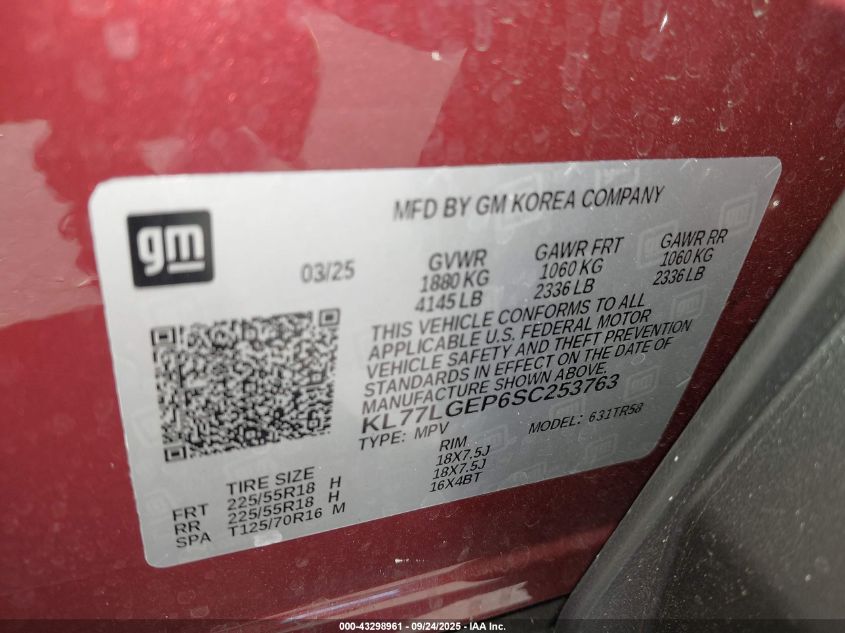 gm
MFD BY GM KOREA COMPANY
03/25
GVWR
1880 KG
4145 LB
GAWR FRT
1060 KG
2336 LB
GAWR RR
1060 KG
2336 LB
THIS VEHICLE CONFORMS TO ALL
APPLICABLE U.S. FEDERAL MOTOR
VEHICLE SAFETY AND THEFT PREVENTION
STANDARDS IN EFFECT ON THE DATE OF
MANUFACTURE SHOWN ABOVE.
KL77LGEP6SC253763
TYPE: MPV
MODEL: 631TR58
TIRE SIZE
RIM
FRT 225/55R18 H 18X7.5J
RR 225/55R18 H 18X7.5J
SPA T125/70R16 M 16X4BT
000-43298961 - 09/24/2025 - IAA Inc.